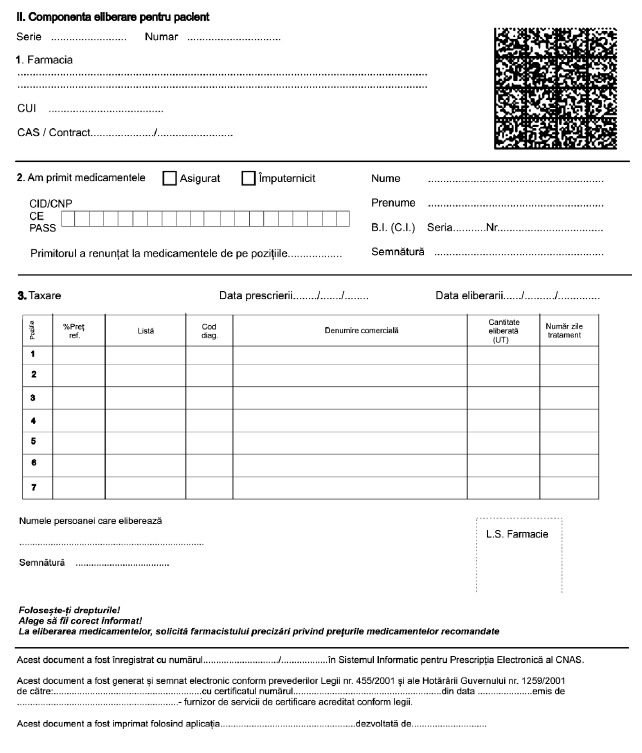 II. Componenta eliberare pentru pacient
Serie ........................ Numar ..............................
1. Farmacia
....................................................................................................................................
....................................................................................................................................
CUI ....................................
CAS / Contract...................../........................
2. Am primit medicamentele Asigurat Împuternicit
CID/CNP
CE
PASS
Primitorul a renunțat la medicamentele de pe pozițiile.................
Nume ........................................................
Prenume ........................................................
B.I. (C.I.) Seria..........Nr..................................
Semnătură ......................................................
3. Taxare Data prescrierii......../......./........ Data eliberarii....../........../..............
Poziția %Preț ref. Listă Cod diag. Denumire comercială Cantitate eliberată (UT) Număr zile tratament
1
2
3
4
5
6
7
Numele persoanei care eliberează
............................................................
Semnătură ..............................
L.S. Farmacie
Folosește-ți drepturile!
Alege să fii corect informat!
La eliberarea medicamentelor, solicită farmacistului precizări privind prețurile medicamentelor recomandate
Acest document a fost înregistrat cu numărul........................./................în Sistemul Informatic pentru Prescripția Electronică al CNAS.
Acest document a fost generat și semnat electronic conform prevederilor Legii nr. 455/2001 și ale Hotărârii Guvernului nr. 1259/2001
de către:................................................cu certificatul numărul................................................din data ..................emis de
....................................................- furnizor de servicii de certificare acreditat conform legii.
Acest document a fost imprimat folosind aplicația............................................dezvoltată de.........................